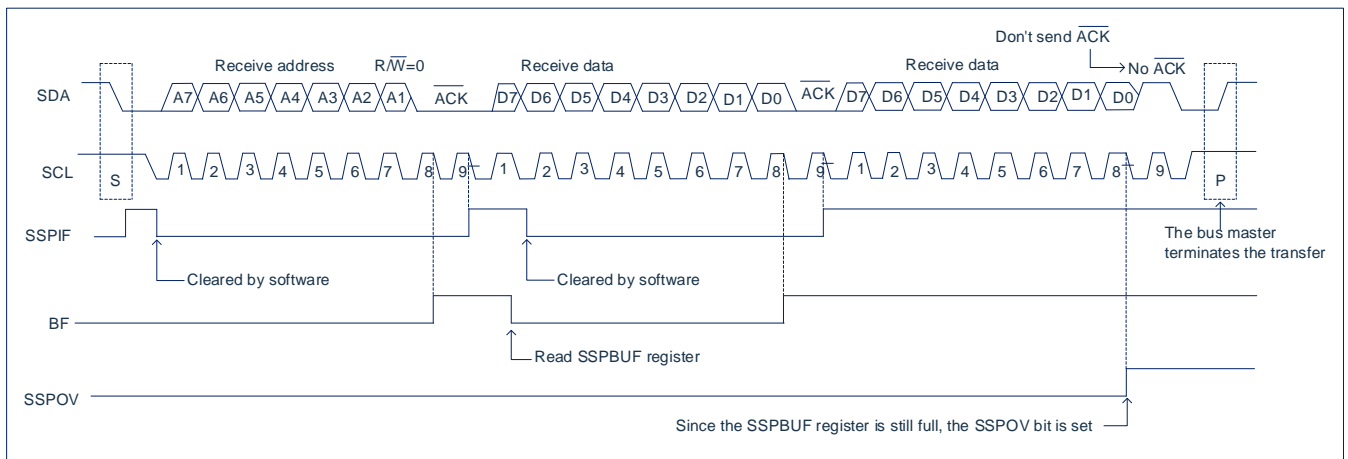 Don't send ACK
Receive address R/W=0 Receive data Receive data No ACK
SDA A7 A6 A5 A4 A3 A2 A1 ACK D7 D6 D5 D4 D3 D2 D1 D0 ACK D7 D6 D5 D4 D3 D2 D1 D0
SCL S 1 2 3 4 5 6 7 8 9 1 2 3 4 5 6 7 8 9 1 2 3 4 5 6 7 8 9 P
SSPIF
The bus master
terminates the transfer
Cleared by software Cleared by software
BF
Read SSPBUF register
SSPOV
Since the SSPBUF register is still full, the SSPOV bit is set